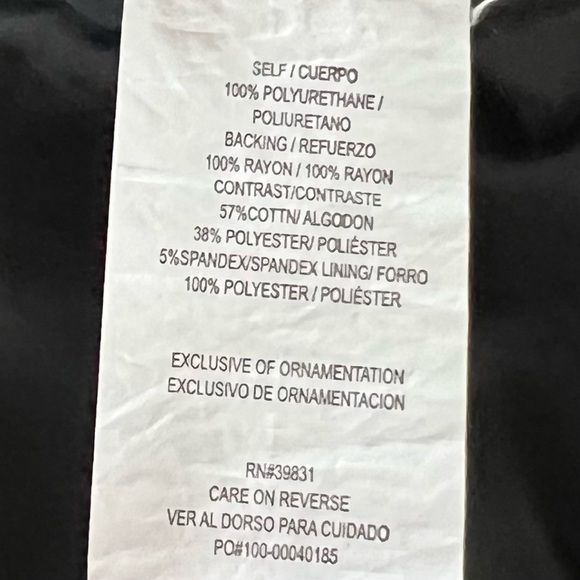 SELF / CUERPO
100% POLYURETHANE /
POLIURETANO
BACKING / REFUERZO
100% RAYON / 100% RAYON
CONTRAST/CONTRASTE
57%COTTN/ ALGODON
38% POLYESTER/ POLIÉSTER
5%SPANDEX/SPANDEX LINING/ FORRO
100% POLYESTER / POLIÉSTER
EXCLUSIVE OF ORNAMENTATION
EXCLUSIVO DE ORNAMENTACION
RN#39831
CARE ON REVERSE
VER AL DORSO PARA CUIDADO
PO#100-00040185